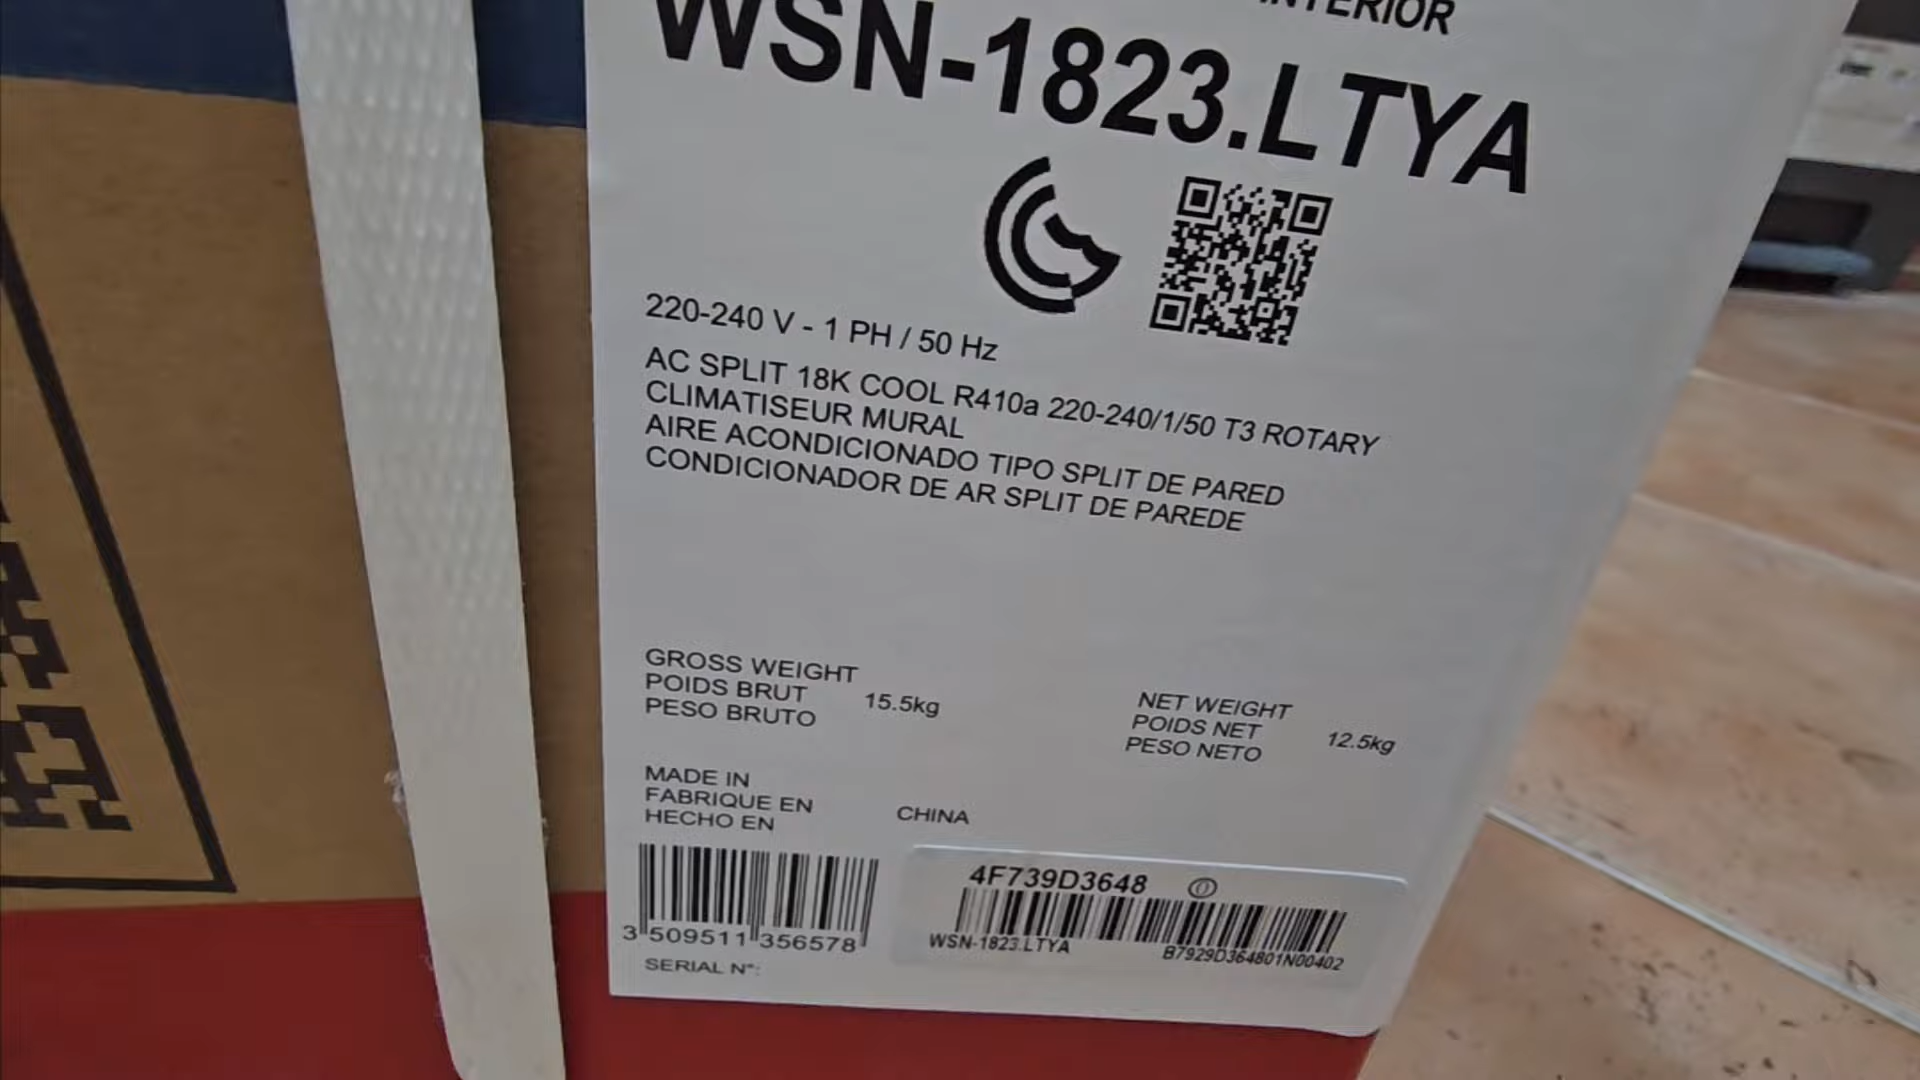 INTERIOR
WSN-1823.LTYA
220-240 V - 1 PH / 50 Hz
AC SPLIT 18K COOL R410a 220-240/1/50 T3 ROTARY
CLIMATISEUR MURAL
AIRE ACONDICIONADO TIPO SPLIT DE PARED
CONDICIONADOR DE AR SPLIT DE PAREDE
GROSS WEIGHT
POIDS BRUT 15.5kg
PESO BRUTO
NET WEIGHT
POIDS NET 12.5kg
PESO NETO
MADE IN
FABRIQUE EN CHINA
HECHO EN
3 509511 356578
SERIAL N°:
4F739D3648
WSN-1823.LTYA B7929D364801N00402